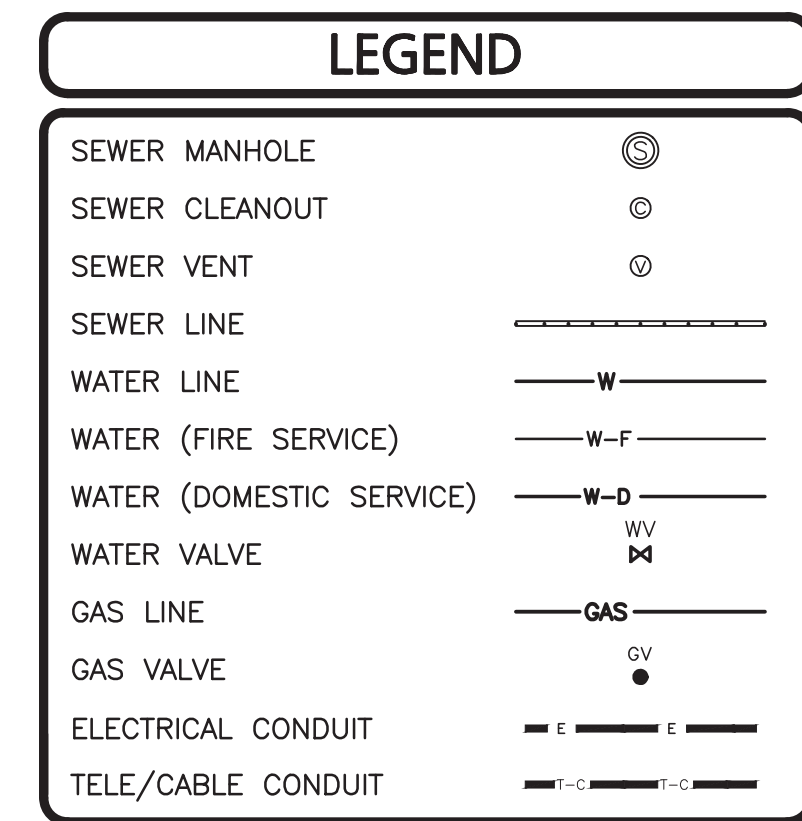 LEGEND
SEWER MANHOLE S
SEWER CLEANOUT C
SEWER VENT V
SEWER LINE
WATER LINE W
WATER (FIRE SERVICE) W-F
WATER (DOMESTIC SERVICE) W-D
WV
WATER VALVE
GAS LINE GAS
GV
GAS VALVE
ELECTRICAL CONDUIT E E
TELE/CABLE CONDUIT T-C T-C